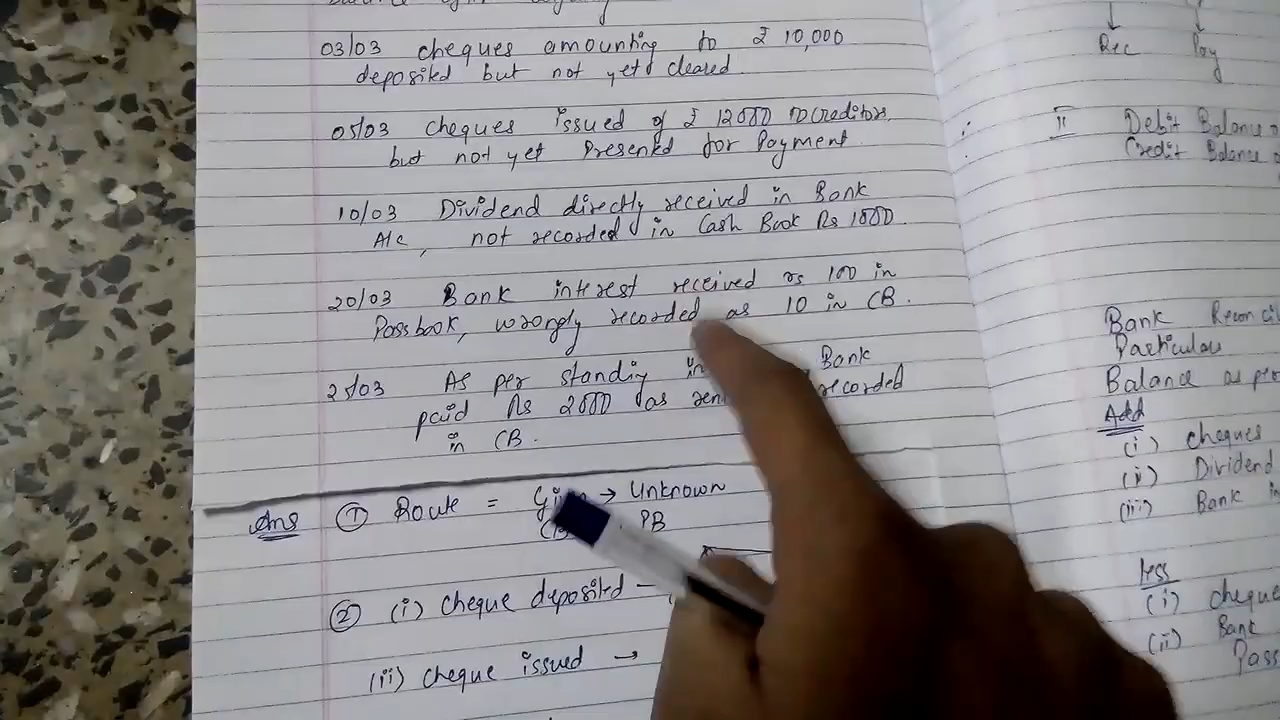 03/03 cheques amounting to ₹ 10,000
deposited but not yet cleared.
05/03 cheques issued of ₹ 12000 to creditors
but not yet Presented for Payment.
10/03 Dividend directly received in Bank
A/c, not recorded in Cash Book Rs 1000
20/03 Bank interest received rs 100 in
Passbook, wrongly recorded as 10 in CB.
25/03 As per standing Bank
paid Rs 2000 as recorded
in CB.
Ans ① Route = → Unknown
PB
② (i) cheque deposited –
(ii) cheque issued →
Rec Pay
II Debit Balance
Credit Balance
Bank
Particulars
Balance as per
Add
(i) cheques
(ii) Dividend
(iii) Bank
less
(i) cheque
(ii) Bank
Pass